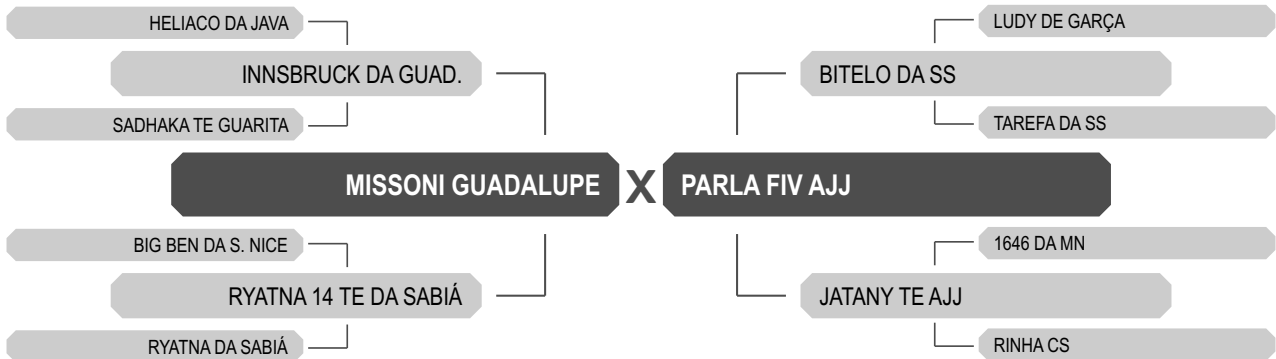 HELIACO DA JAVA
LUDY DE GARÇA
INNSBRUCK DA GUAD.
BITELO DA SS
SADHAKA TE GUARITA
TAREFA DA SS
MISSONI GUADALUPE X PARLA FIV AJJ
BIG BEN DA S. NICE
1646 DA MN
RYATNA 14 TE DA SABIÁ
JATANY TE AJJ
RYATNA DA SABIÁ
RINHA CS